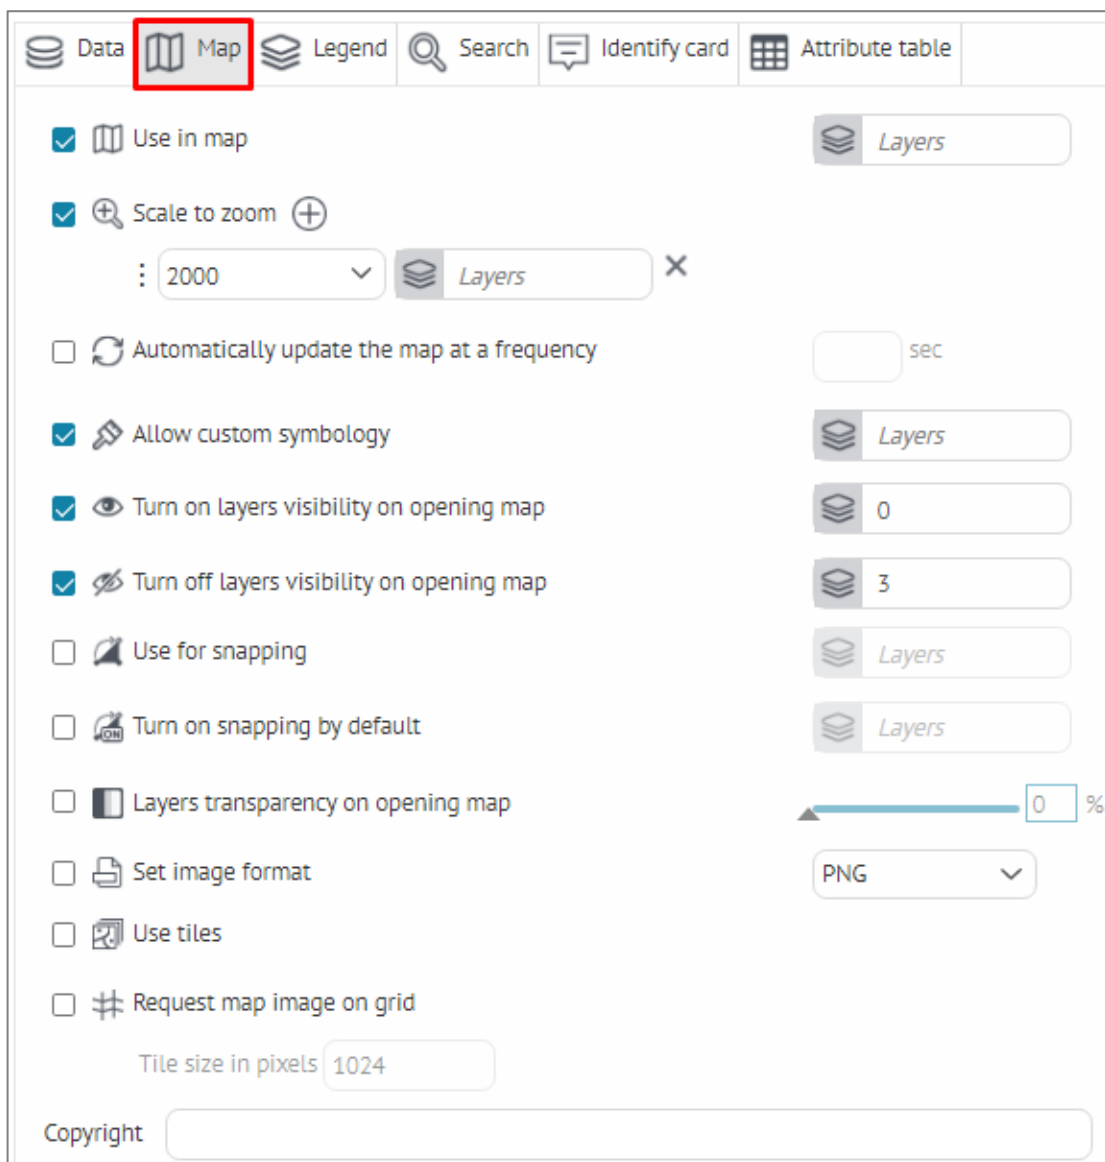 Data Map Legend Search Identify card Attribute table
Use in map Layers
Scale to zoom
2000 Layers
Automatically update the map at a frequency sec
Allow custom symbology Layers
Turn on layers visibility on opening map 0
Turn off layers visibility on opening map 3
Use for snapping Layers
ON Turn on snapping by default Layers
Layers transparency on opening map 0 %
Set image format PNG
Use tiles
Request map image on grid
Tile size in pixels 1024
Copyright